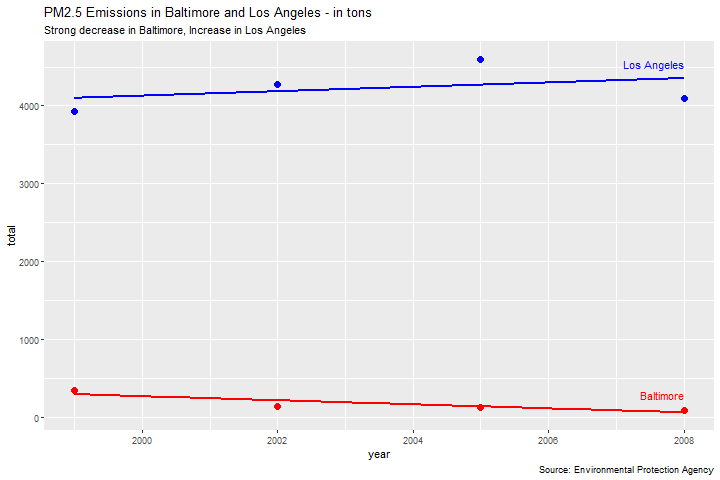 PM2.5 Emissions in Baltimore and Los Angeles - in tons
Strong decrease in Baltimore, Increase in Los Angeles
Los Angeles
4000
3000
total
2000
1000
Baltimore
0
2000 2002 2004 2006 2008
year
Source: Environmental Protection Agency